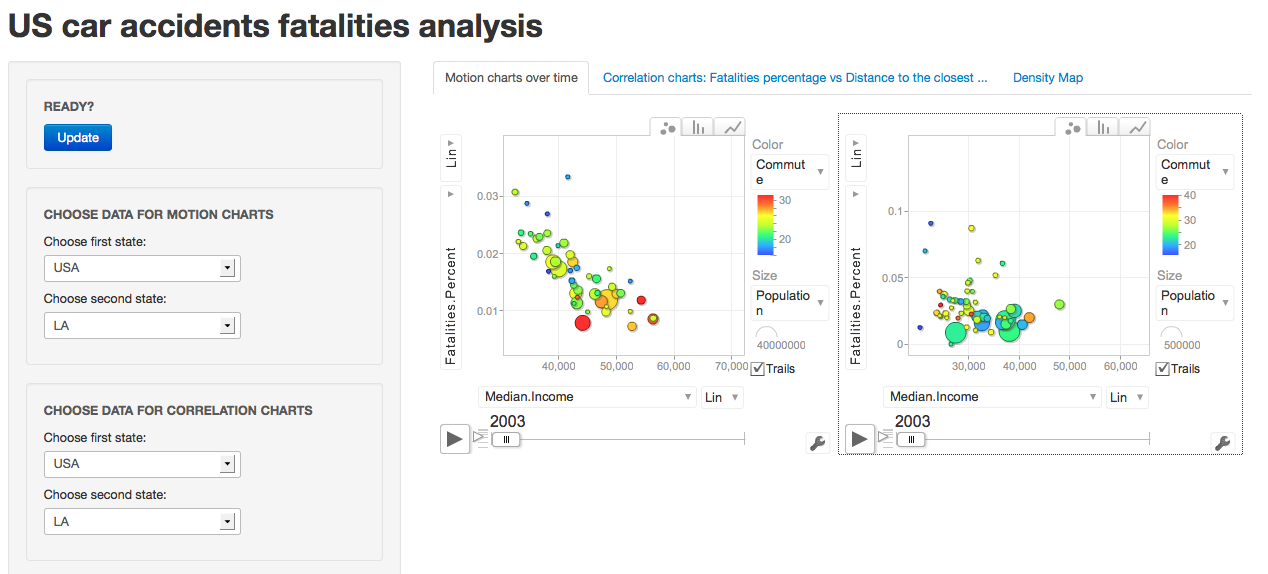 US car accidents fatalities analysis
READY?
Update
CHOOSE DATA FOR MOTION CHARTS
Choose first state:
USA
Choose second state:
LA
CHOOSE DATA FOR CORRELATION CHARTS
Choose first state:
USA
Choose second state:
LA
Motion charts over time
Correlation charts: Fatalities percentage vs Distance to the closest ...
Density Map
Lin
Fatalities.Percent
0.03
0.02
0.01
40,000
50,000
60,000
70,000
Color
Commut
e
30
20
Size
Populatio
n
40000000
Trails
Median.Income
Lin
2003
Lin
Fatalities.Percent
0.1
0.05
0
30,000
40,000
50,000
60,000
Color
Commut
e
40
30
20
Size
Populatio
n
500000
Trails
Median.Income
Lin
2003